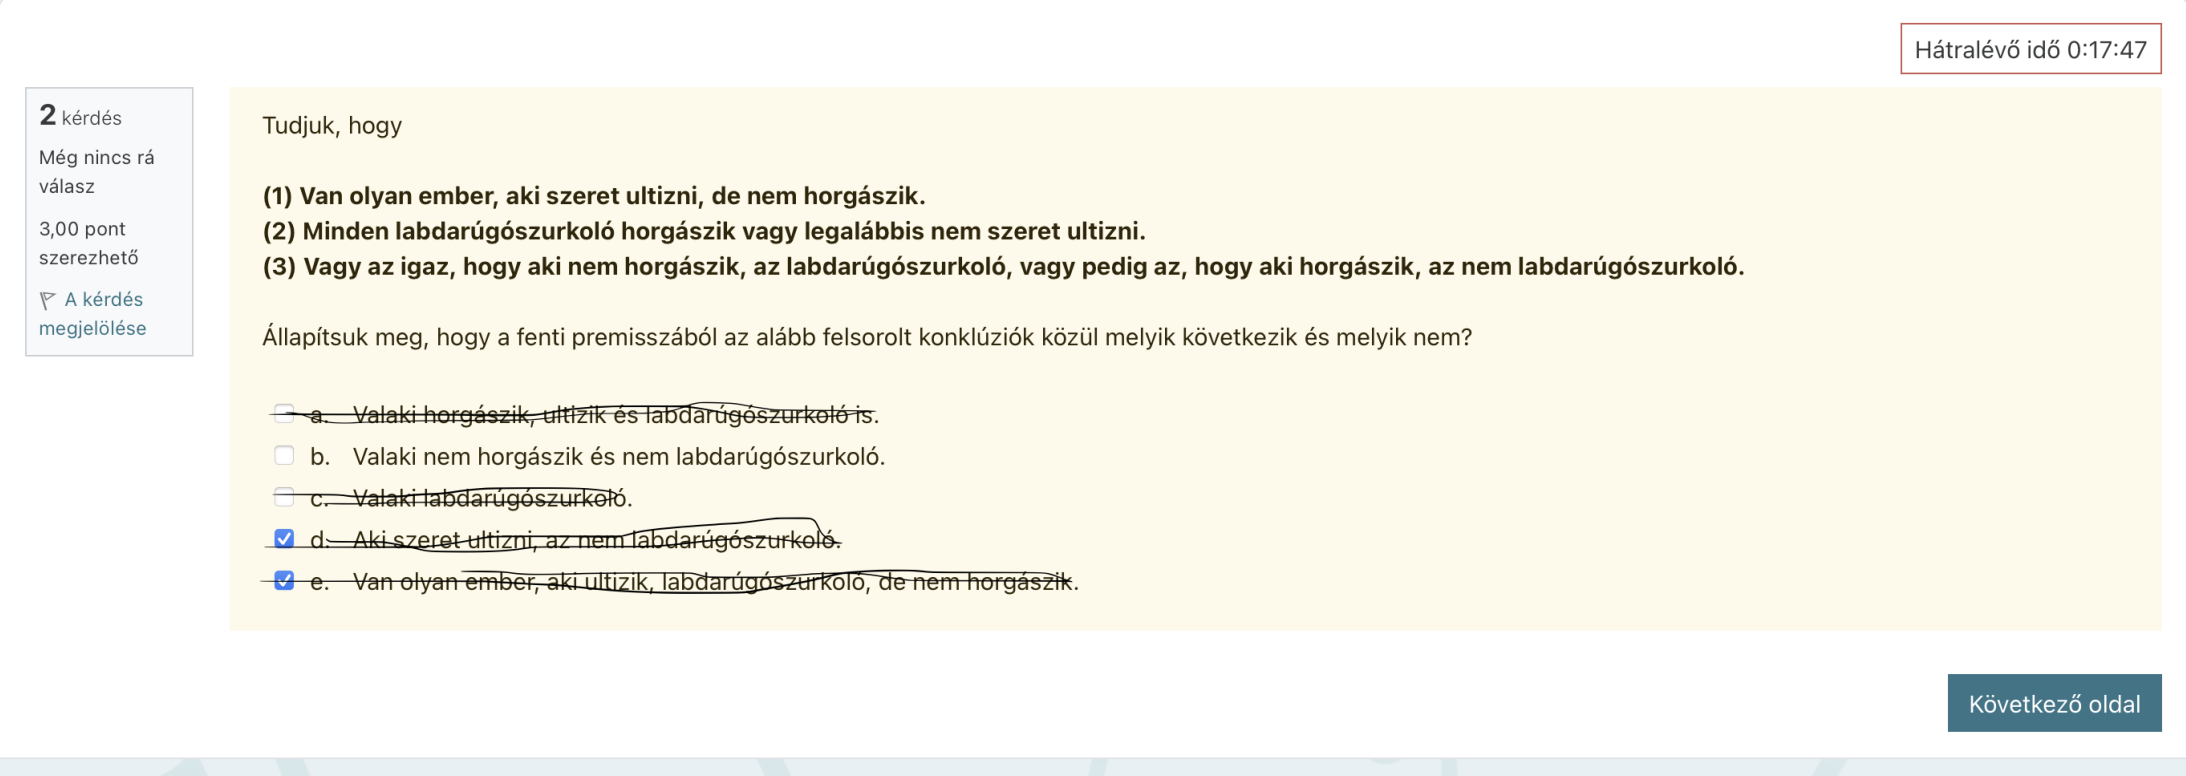 Hátralévő idő 0:17:47
2 kérdés
Még nincs rá
válasz
3,00 pont
szerezhető
A kérdés
megjelölése
Tudjuk, hogy
(1) Van olyan ember, aki szeret ultizni, de nem horgászik.
(2) Minden labdarúgószurkoló horgászik vagy legalábbis nem szeret ultizni.
(3) Vagy az igaz, hogy aki nem horgászik, az labdarúgószurkoló, vagy pedig az, hogy aki horgászik, az nem labdarúgószurkoló.
Állapítsuk meg, hogy a fenti premisszából az alább felsorolt konklúziók közül melyik következik és melyik nem?
a. Valaki horgászik, ultizik és labdarúgószurkoló is.
b. Valaki nem horgászik és nem labdarúgószurkoló.
c. Valaki labdarúgószurkoló.
d. Aki szeret ultizni, az nem labdarúgószurkoló.
e. Van olyan ember, aki ultizik, labdarúgószurkoló, de nem horgászik.
Következő oldal